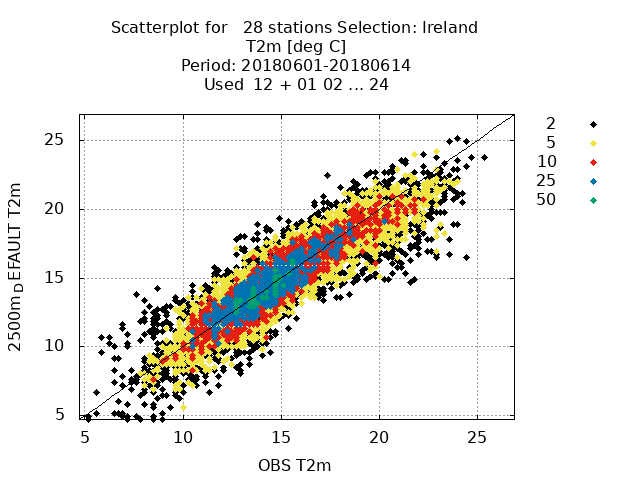 Scatterplot for 28 stations Selection: Ireland
T2m [deg C]
Period: 20180601-20180614
Used 12 + 01 02 ... 24
2
5
10
25
50
25
20
15
10
5
2500m_DEFAULT T2m
5 10 15 20 25
OBS T2m